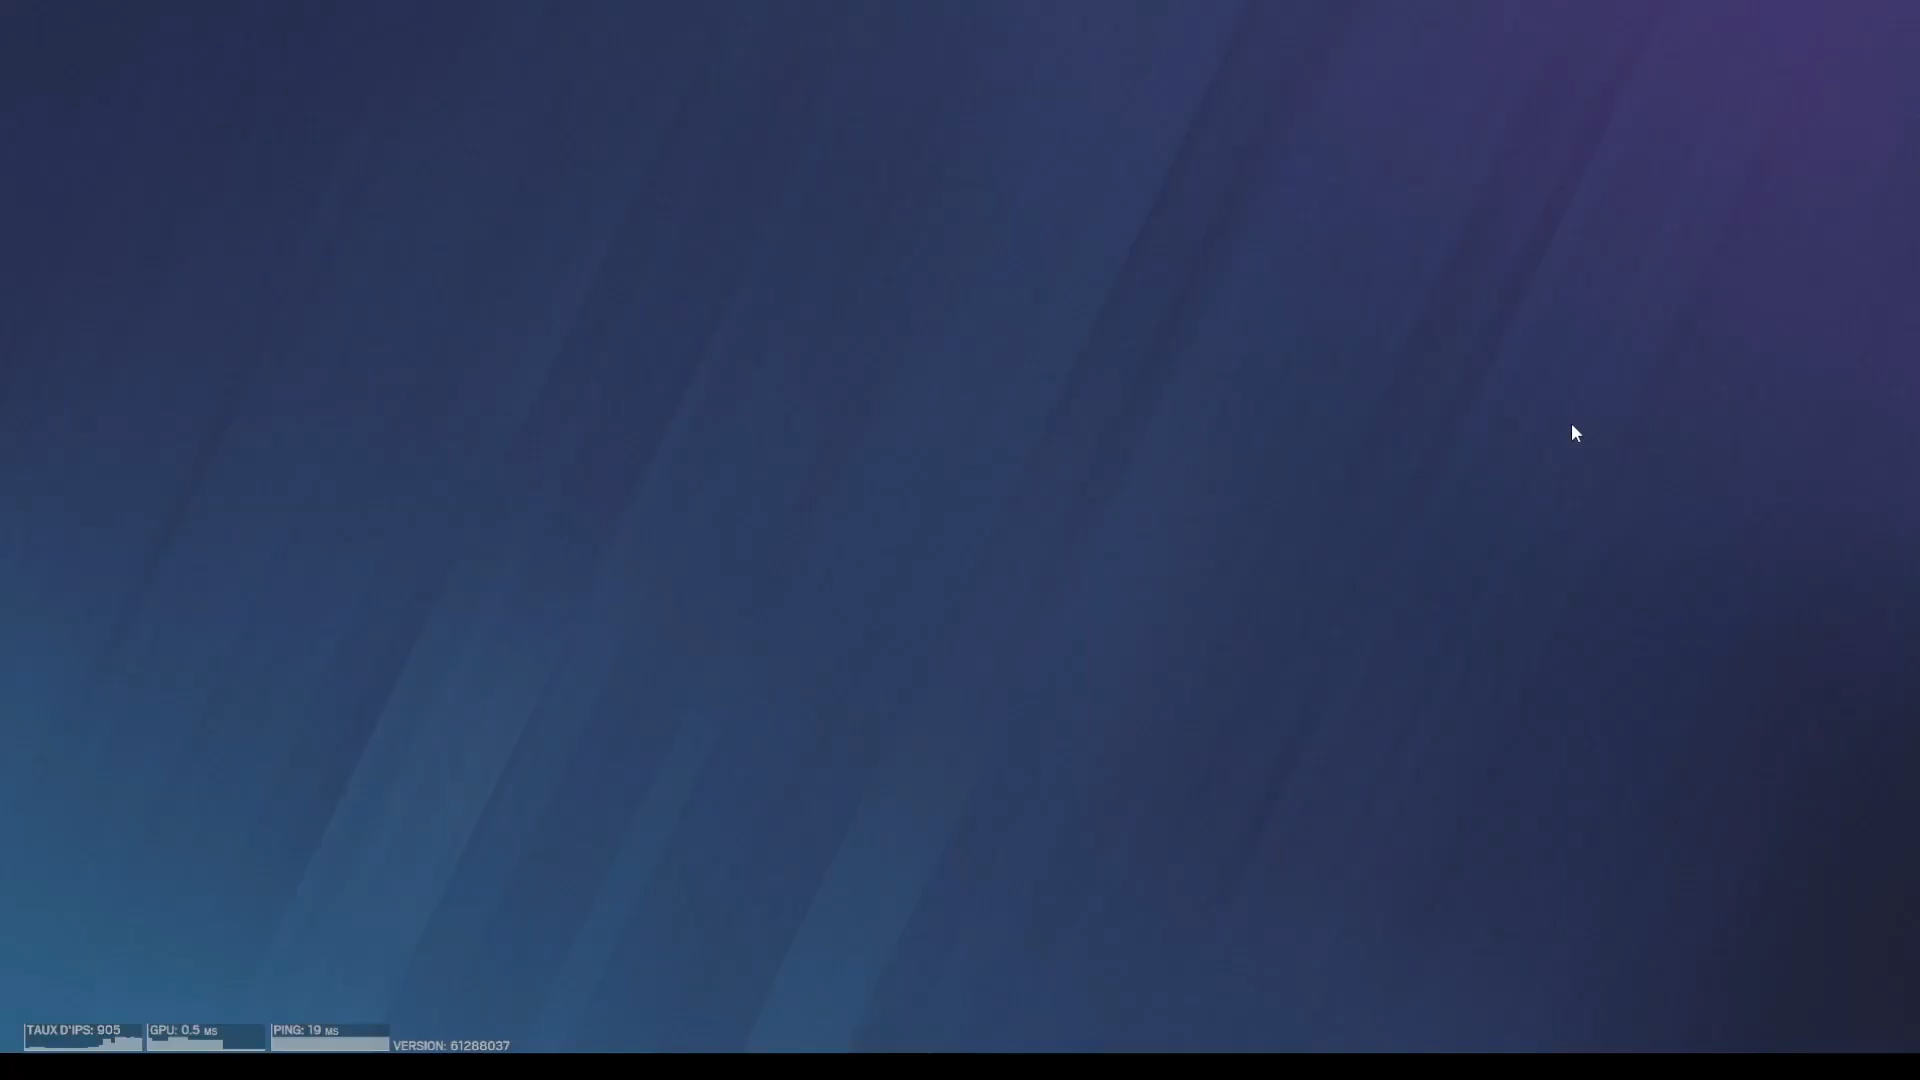 TAUX D'IPS: 905
GPU: 0.5 MS
PING: 19 MS
VERSION: 61288037